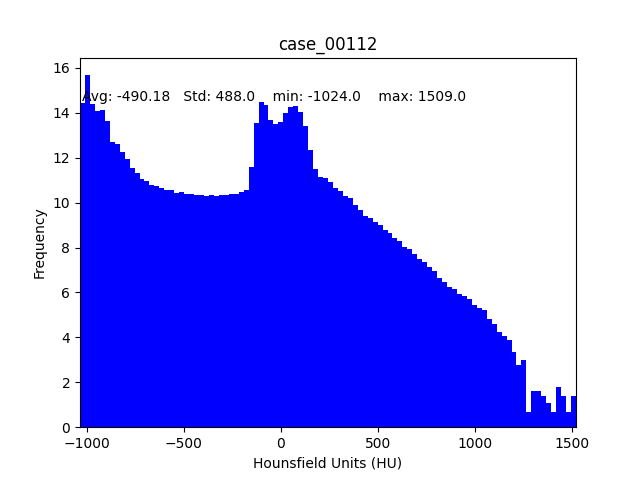 case_00112
Avg: -490.18   Std: 488.0    min: -1024.0    max: 1509.0
16
14
12
10
8
6
4
2
0
Frequency
−1000 −500 0 500 1000 1500
Hounsfield Units (HU)